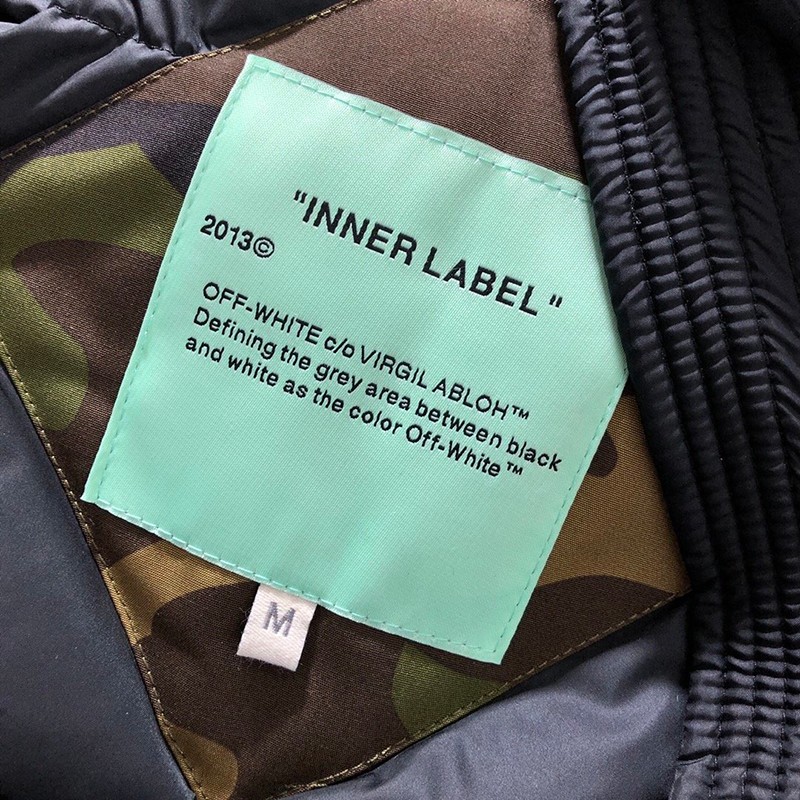 "INNER LABEL"
2013©
OFF-WHITE c/o VIRGIL ABLOH™
Defining the grey area between black
and white as the color Off-White™
M